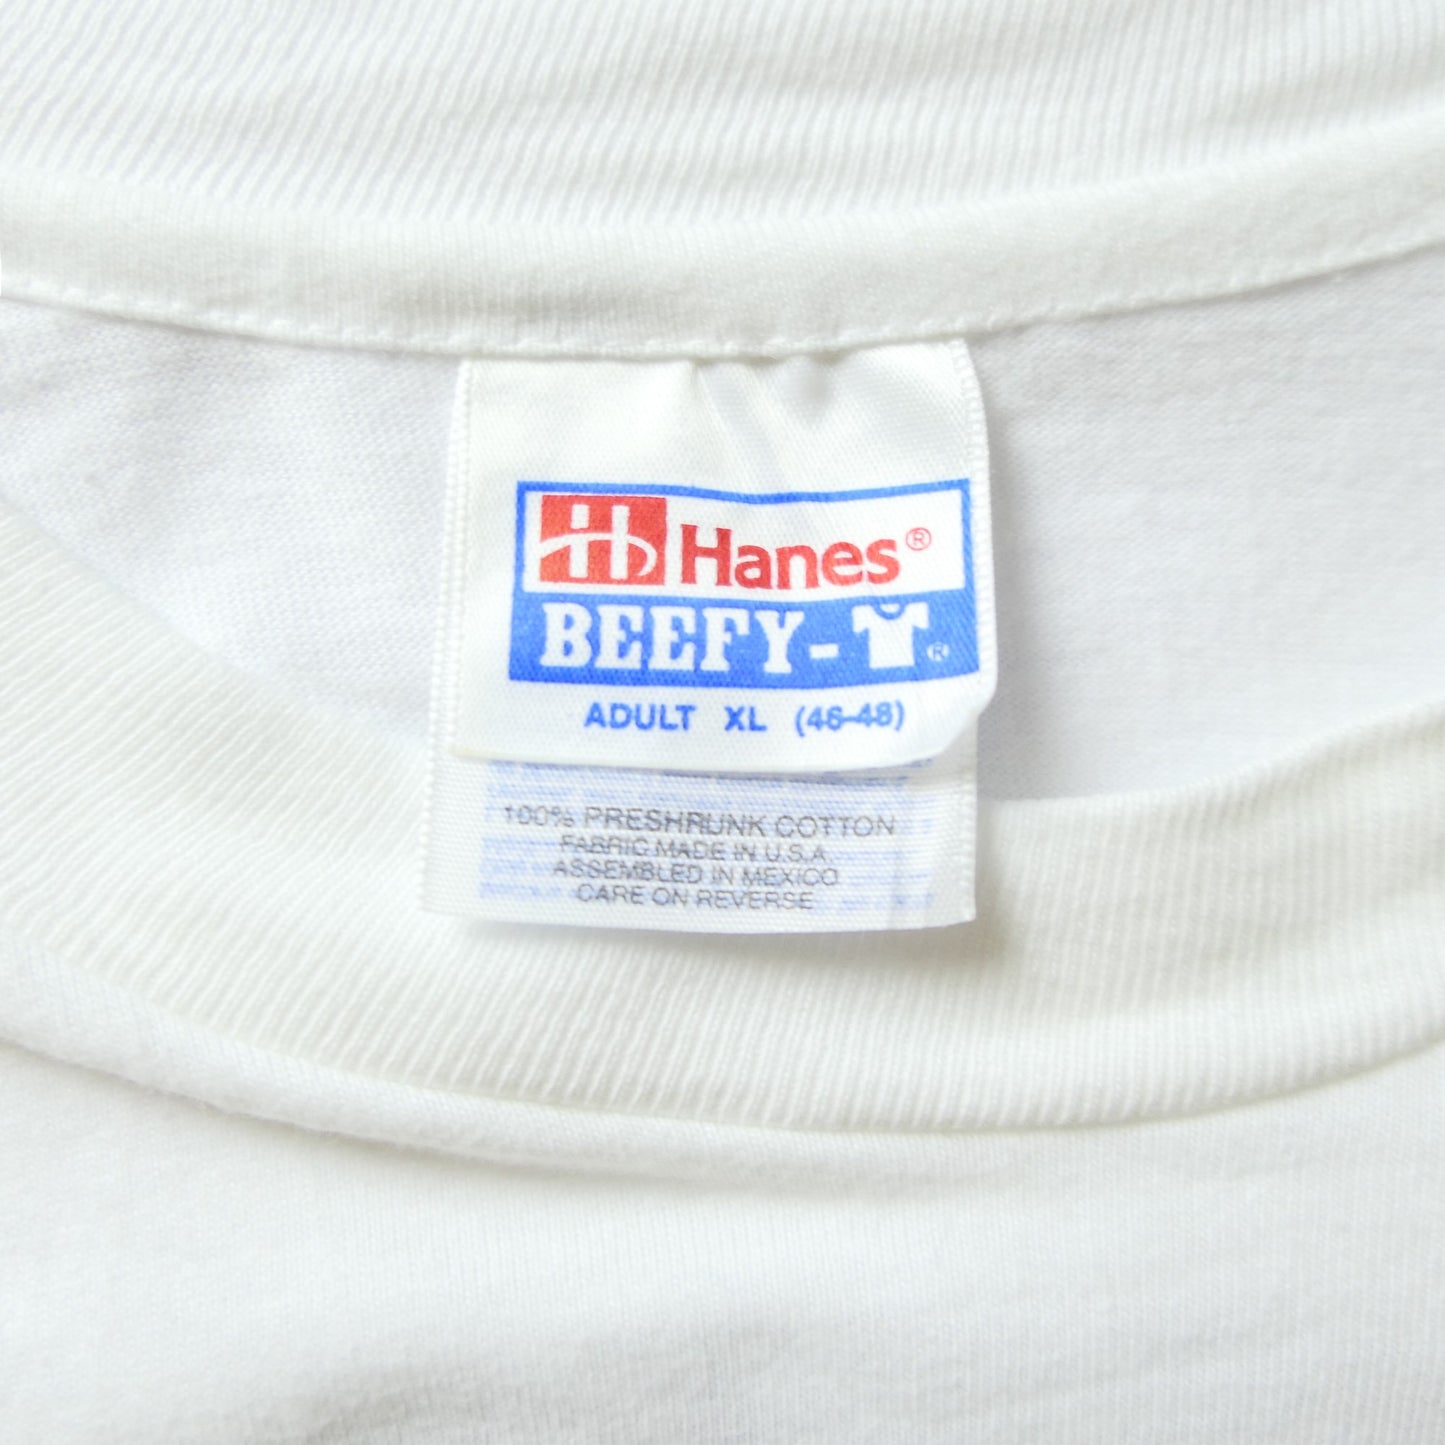 Hanes®
BEEFY-T®
ADULT XL (46-48)
100% PRESHRUNK COTTON
FABRIC MADE IN U.S.A.
ASSEMBLED IN MEXICO
CARE ON REVERSE